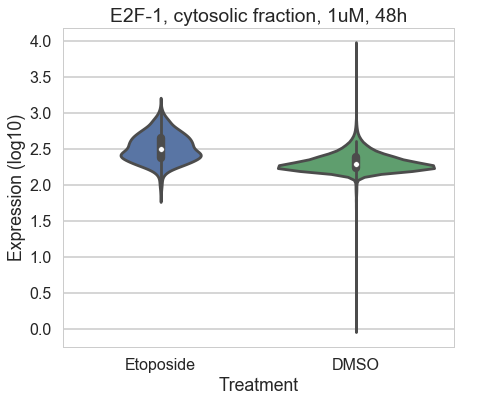 E2F-1, cytosolic fraction, 1uM, 48h
4.0
3.5
3.0
2.5
2.0
1.5
1.0
0.5
0.0
Expression (log10)
Etoposide DMSO
Treatment